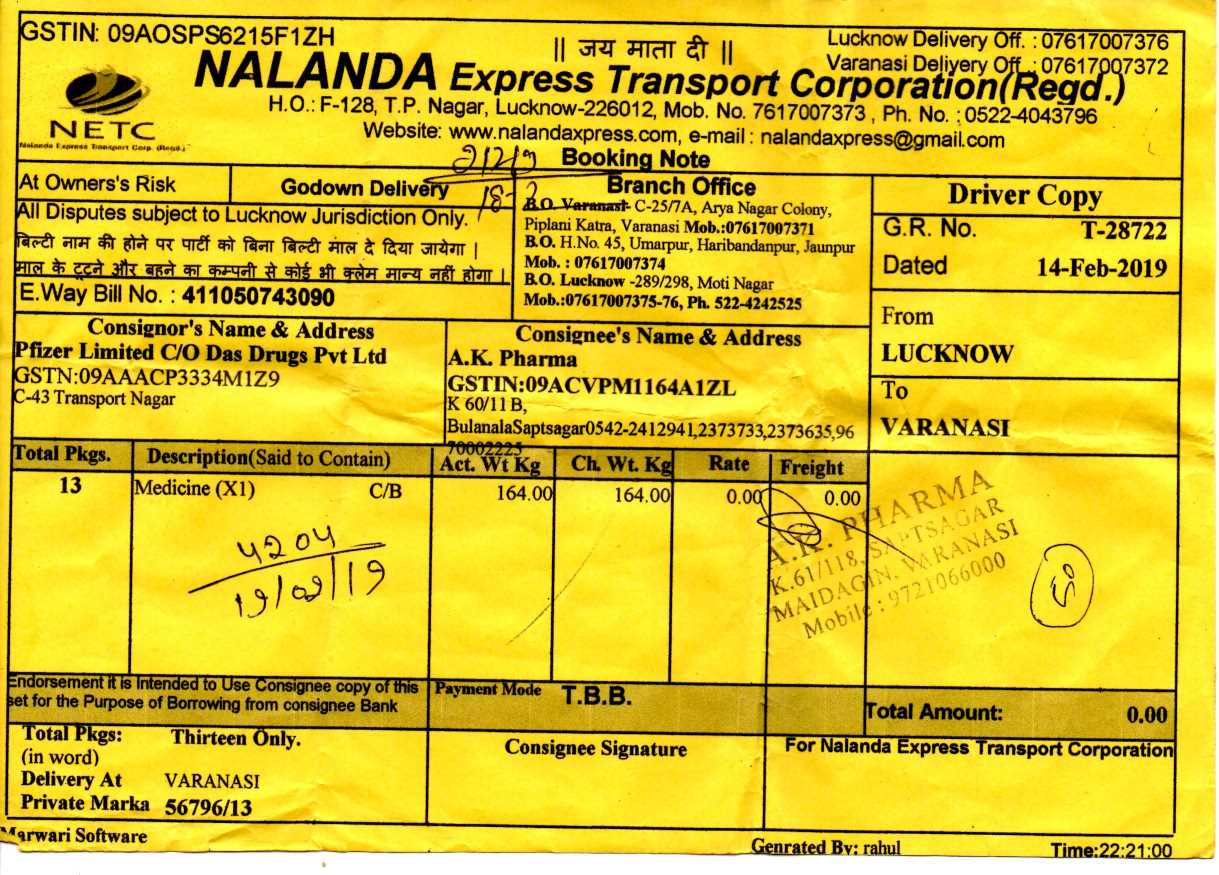 GSTIN: 09AOSPS6215F1ZH
|| जय माता दी ||
Lucknow Delivery Off. : 07617007376
Varanasi Deliyery Off. : 07617007372
NALANDA Express Transport Corporation(Regd.)
H.O.: F-128, T.P. Nagar, Lucknow-226012, Mob. No. 7617007373 , Ph. No. : 0522-4043796
Website: www.nalandaxpress.com, e-mail : nalandaxpress@gmail.com
NETC
Nalanda Express Transport Corp. (Regd.)
Booking Note
At Owners's Risk
Godown Delivery
All Disputes subject to Lucknow Jurisdiction Only.
बिल्टी नाम की होने पर पार्टी को बिना बिल्टी माल दे दिया जायेगा |
माल के टूटने और बहने का कम्पनी से कोई भी क्लेम मान्य नहीं होगा |
E.Way Bill No. : 411050743090
Branch Office
B.O. Varanasi- C-25/7A, Arya Nagar Colony,
Piplani Katra, Varanasi Mob.:07617007371
B.O. H.No. 45, Umarpur, Haribandanpur, Jaunpur
Mob. : 07617007374
B.O. Lucknow -289/298, Moti Nagar
Mob.:07617007375-76, Ph. 522-4242525
Driver Copy
G.R. No. T-28722
Dated 14-Feb-2019
From
LUCKNOW
To
VARANASI
Consignor's Name & Address
Pfizer Limited C/O Das Drugs Pvt Ltd
GSTN:09AAACP3334M1Z9
C-43 Transport Nagar
Consignee's Name & Address
A.K. Pharma
GSTIN:09ACVPM1164A1ZL
K 60/11 B,
BulanalaSaptsagar0542-2412941,2373733,2373635,96
70002225
Total Pkgs. Description(Said to Contain) Act. Wt Kg Ch. Wt. Kg Rate Freight
13 Medicine (X1) C/B 164.00 164.00 0.00 0.00
4204
19/02/19
A.K. PHARMA
K.61/118, SAPTSAGAR
MAIDAGIN, VARANASI
Mobile : 9721066000
Endorsement it is Intended to Use Consignee copy of this
set for the Purpose of Borrowing from consignee Bank
Payment Mode T.B.B.
Total Amount: 0.00
Total Pkgs: Thirteen Only.
(in word)
Delivery At VARANASI
Private Marka 56796/13
Consignee Signature
For Nalanda Express Transport Corporation
Marwari Software
Genrated By: rahul
Time:22:21:00